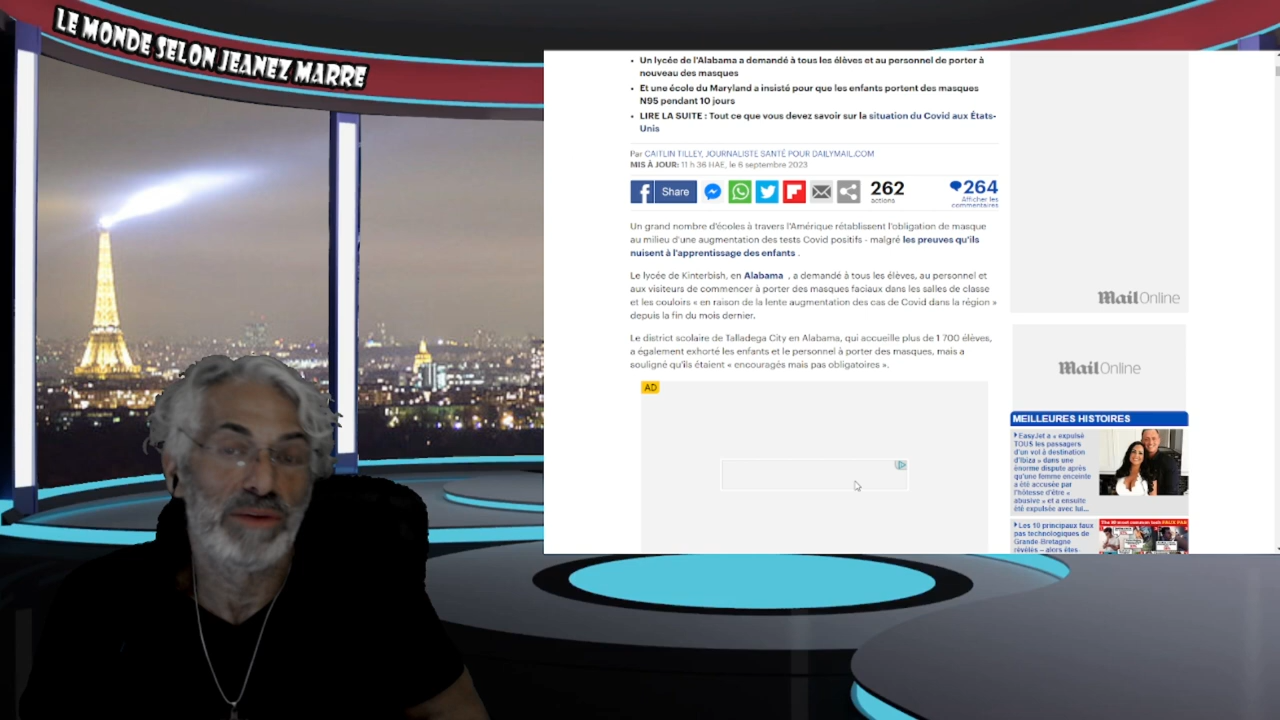 LE MONDE SELON JEANEZ MARRE
• Un lycée de l'Alabama a demandé à tous les élèves et au personnel de porter à
nouveau des masques
• Et une école du Maryland a insisté pour que les enfants portent des masques
N95 pendant 10 jours
• LIRE LA SUITE : Tout ce que vous devez savoir sur la situation du Covid aux États-
Unis
Par CAITLIN TILLEY, JOURNALISTE SANTÉ POUR DAILYMAIL.COM
MIS À JOUR: 11 h 36 HAE, le 6 septembre 2023
f Share
262
actions
264
Afficher les
commentaires
Un grand nombre d'écoles à travers l'Amérique rétablissent l'obligation de masque
au milieu d'une augmentation des tests Covid positifs - malgré les preuves qu'ils
nuisent à l'apprentissage des enfants .
Le lycée de Kinterbish, en Alabama , a demandé à tous les élèves, au personnel et
aux visiteurs de commencer à porter des masques faciaux dans les salles de classe
et les couloirs « en raison de la lente augmentation des cas de Covid dans la région »
depuis la fin du mois dernier.
Le district scolaire de Talladega City en Alabama, qui accueille plus de 1 700 élèves,
a également exhorté les enfants et le personnel à porter des masques, mais a
souligné qu'ils étaient « encouragés mais pas obligatoires ».
AD
Mail Online
Mail Online
MEILLEURES HISTOIRES
EasyJet a « expulsé
TOUS les passagers
d'un vol à destination
d'Ibiza » dans une
énorme dispute après
qu'une femme enceinte
a été accusée par
l'hôtesse d'être «
abusive » et a ensuite
été expulsée avec lui...
Les 10 principaux faux
pas technologiques de
Grande-Bretagne
révélés – alors êtes-